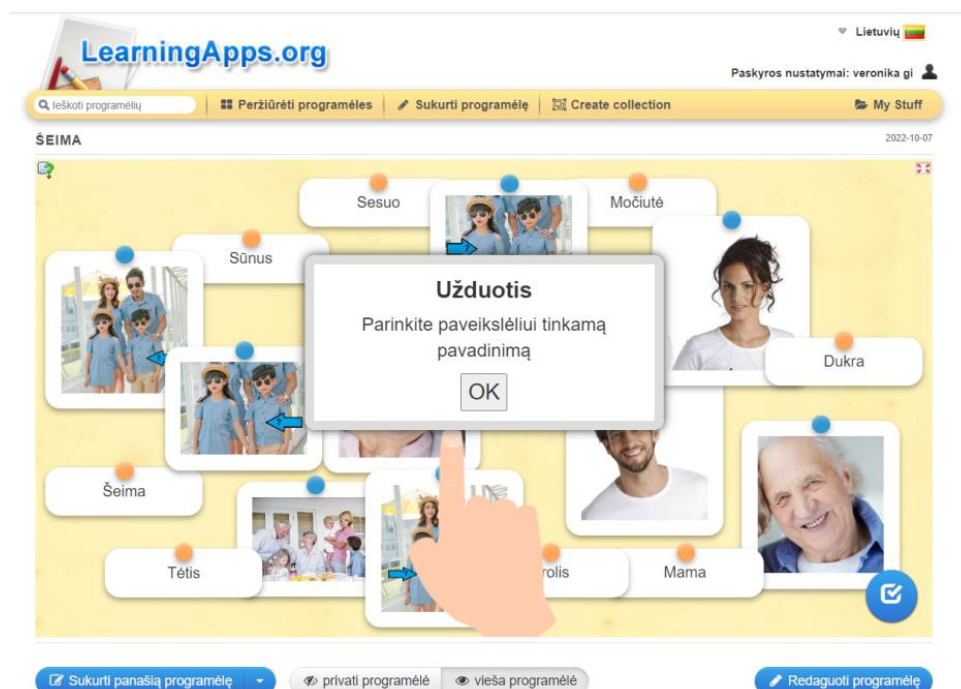 LearningApps.org
Lietuvių
Paskyros nustatymai: veronika gi
Ieškoti programėlių
Peržiūrėti programėles
Sukurti programėlę
Create collection
My Stuff
ŠEIMA
2022-10-07
Sesuo
Močiutė
Sūnus
Užduotis
Parinkite paveikslėliui tinkamą
pavadinimą
OK
Dukra
Šeima
Tėtis
rolis
Mama
Sukurti panašią programėlę
privati programėlė
vieša programėlė
Redaguoti programėlę